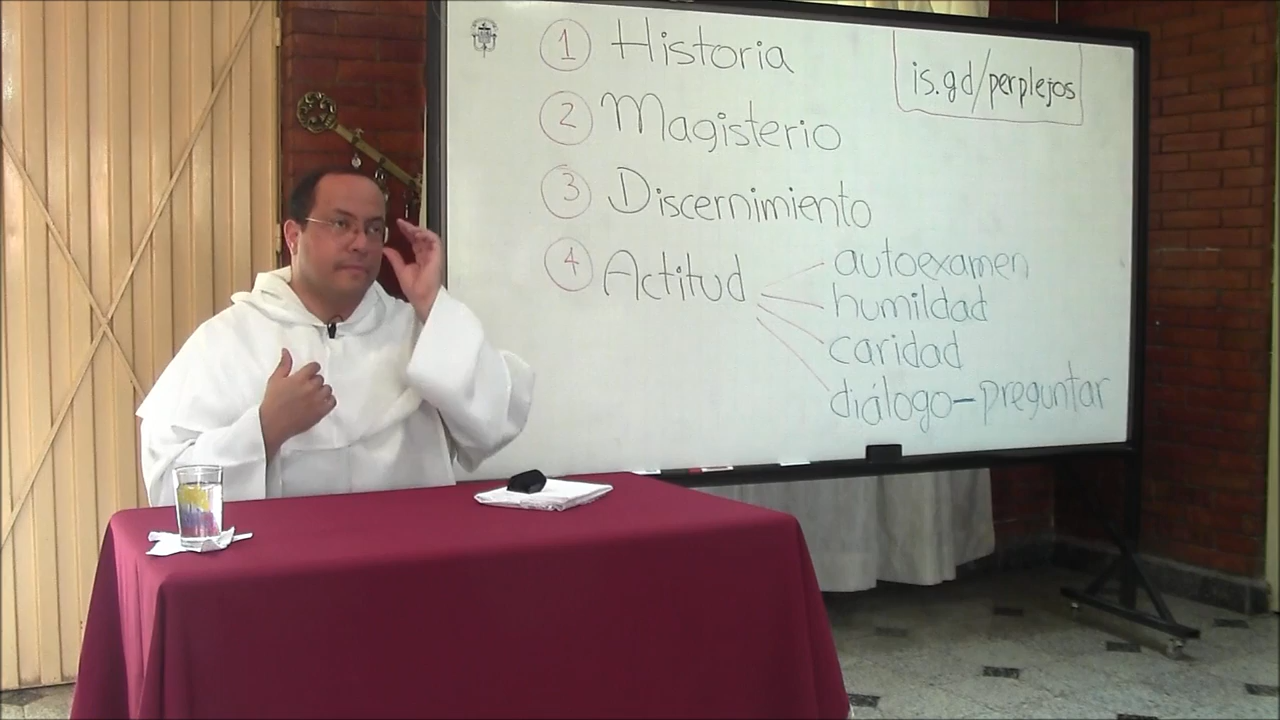 1 Historia
is.gd/perplejos
2 Magisterio
3 Discernimiento
4 Actitud
autoexamen
humildad
caridad
diálogo-preguntar